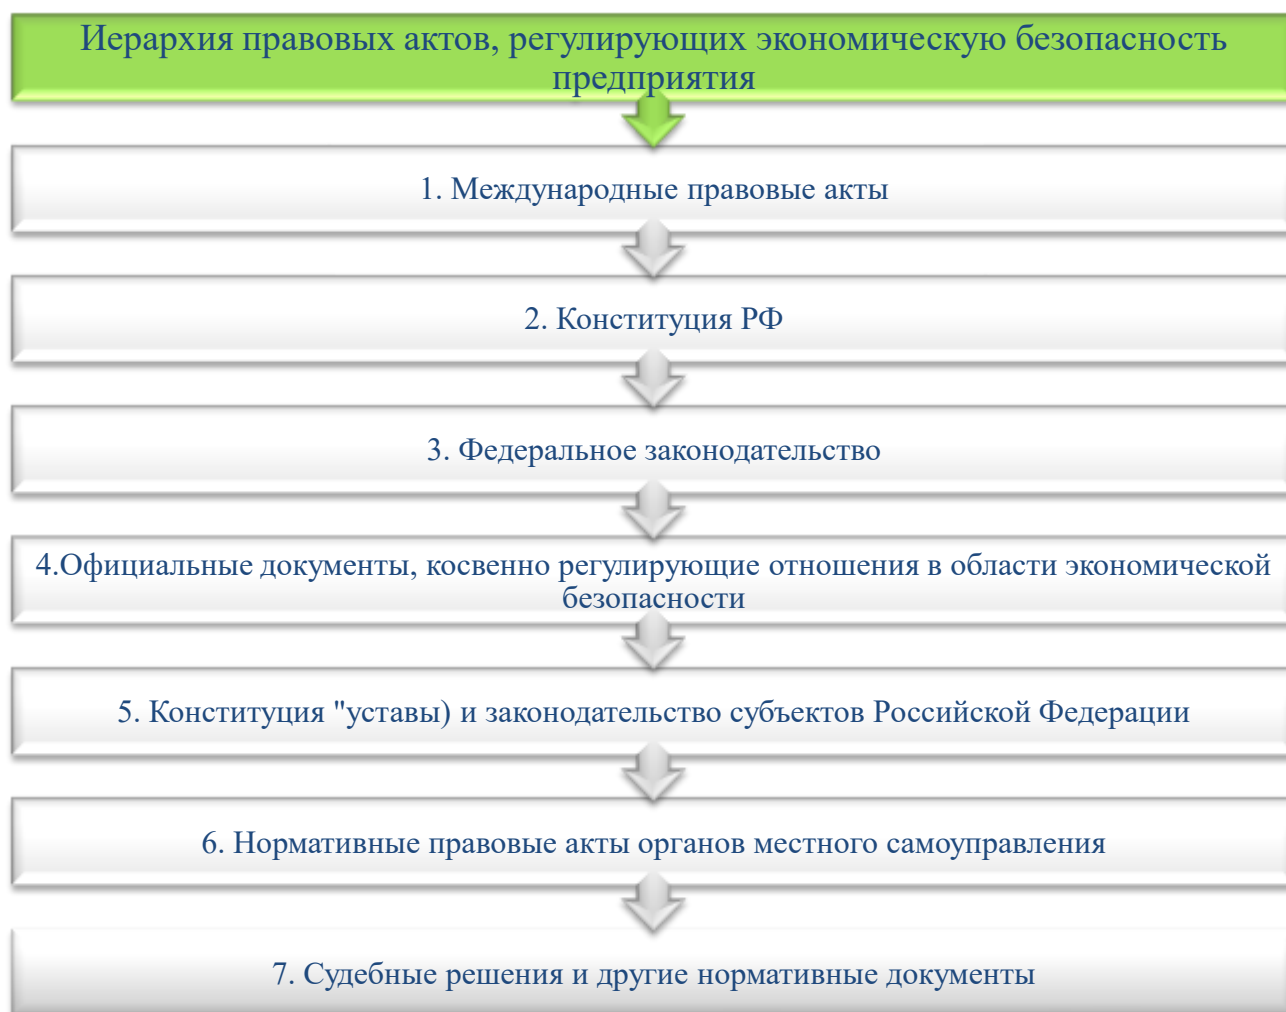 Иерархия правовых актов, регулирующих экономическую безопасность
предприятия
1. Международные правовые акты
2. Конституция РФ
3. Федеральное законодательство
4.Официальные документы, косвенно регулирующие отношения в области экономической
безопасности
5. Конституция "уставы) и законодательство субъектов Российской Федерации
6. Нормативные правовые акты органов местного самоуправления
7. Судебные решения и другие нормативные документы